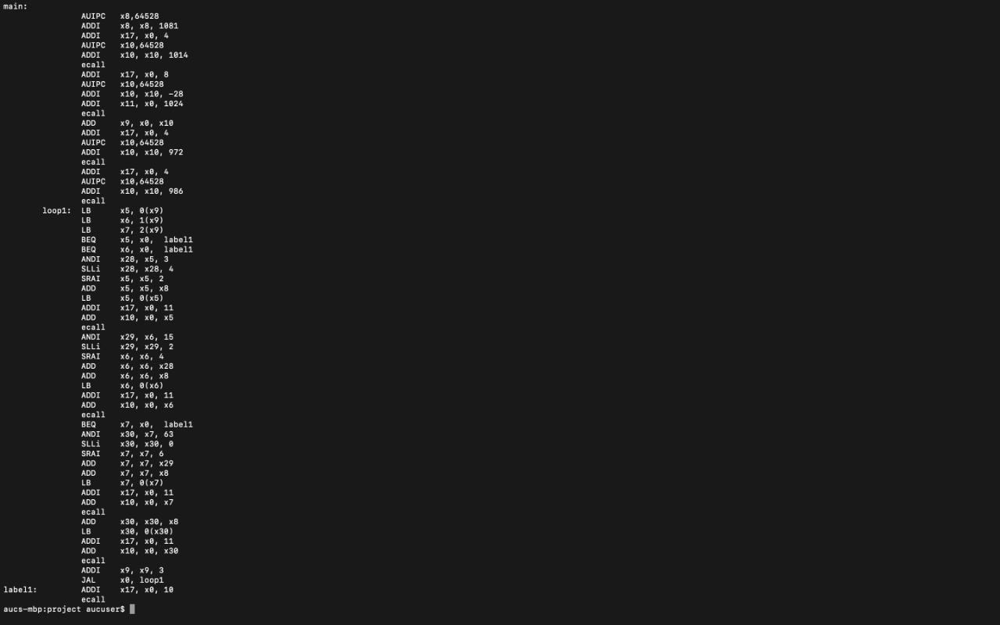 main:
AUIPC x8,64528
ADDI x8, x8, 1081
ADDI x17, x0, 4
AUIPC x10,64528
ADDI x10, x10, 1014
ecall
ADDI x17, x0, 8
AUIPC x10,64528
ADDI x10, x10, -28
ADDI x11, x0, 1024
ecall
ADD x9, x0, x10
ADDI x17, x0, 4
AUIPC x10,64528
ADDI x10, x10, 972
ecall
ADDI x17, x0, 4
AUIPC x10,64528
ADDI x10, x10, 986
ecall
loop1: LB x5, 0(x9)
LB x6, 1(x9)
LB x7, 2(x9)
BEQ x5, x0, label1
BEQ x6, x0, label1
ANDI x28, x5, 3
SLLi x28, x28, 4
SRAI x5, x5, 2
ADD x5, x5, x8
LB x5, 0(x5)
ADDI x17, x0, 11
ADD x10, x0, x5
ecall
ANDI x29, x6, 15
SLLi x29, x29, 2
SRAI x6, x6, 4
ADD x6, x6, x28
ADD x6, x6, x8
LB x6, 0(x6)
ADDI x17, x0, 11
ADD x10, x0, x6
ecall
BEQ x7, x0, label1
ANDI x30, x7, 63
SLLi x30, x30, 0
SRAI x7, x7, 6
ADD x7, x7, x29
ADD x7, x7, x8
LB x7, 0(x7)
ADDI x17, x0, 11
ADD x10, x0, x7
ecall
ADD x30, x30, x8
LB x30, 0(x30)
ADDI x17, x0, 11
ADD x10, x0, x30
ecall
ADDI x9, x9, 3
JAL x0, loop1
label1: ADDI x17, x0, 10
ecall
aucs-mbp:project aucuser$